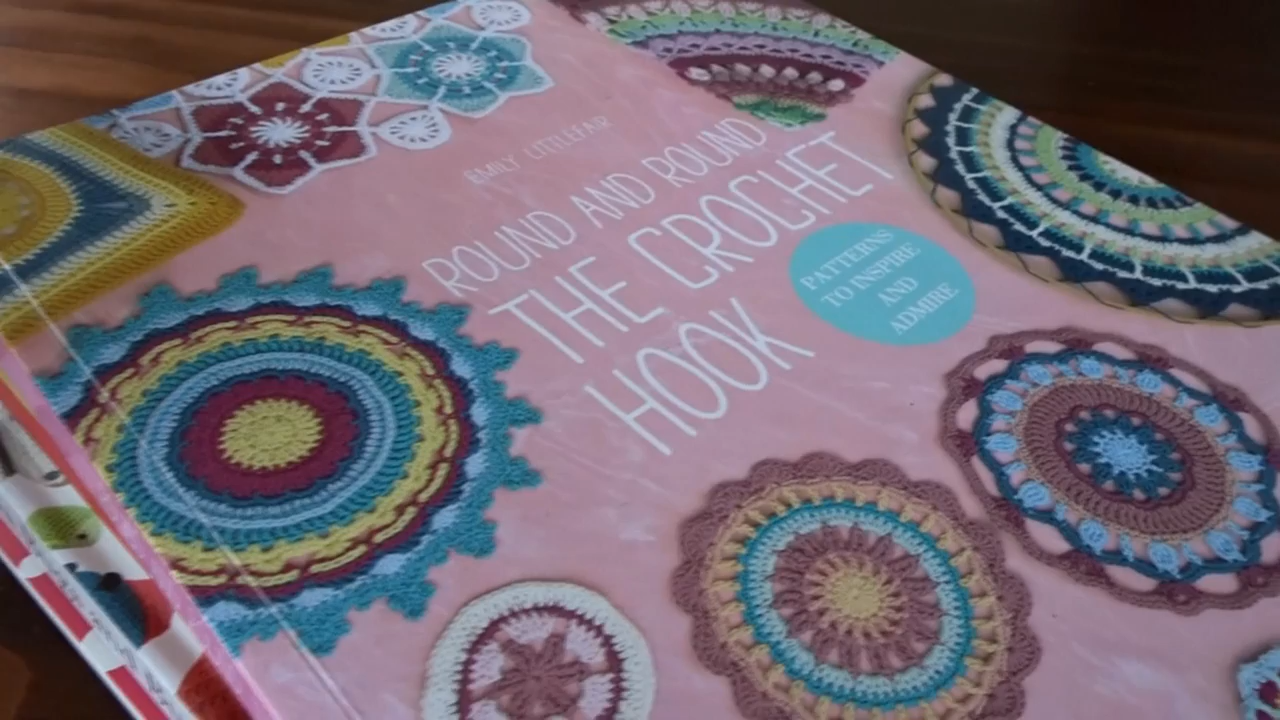 EMILY LITTLEFAIR
ROUND AND ROUND
THE CROCHET
HOOK
PATTERNS
TO INSPIRE
AND
ADMIRE